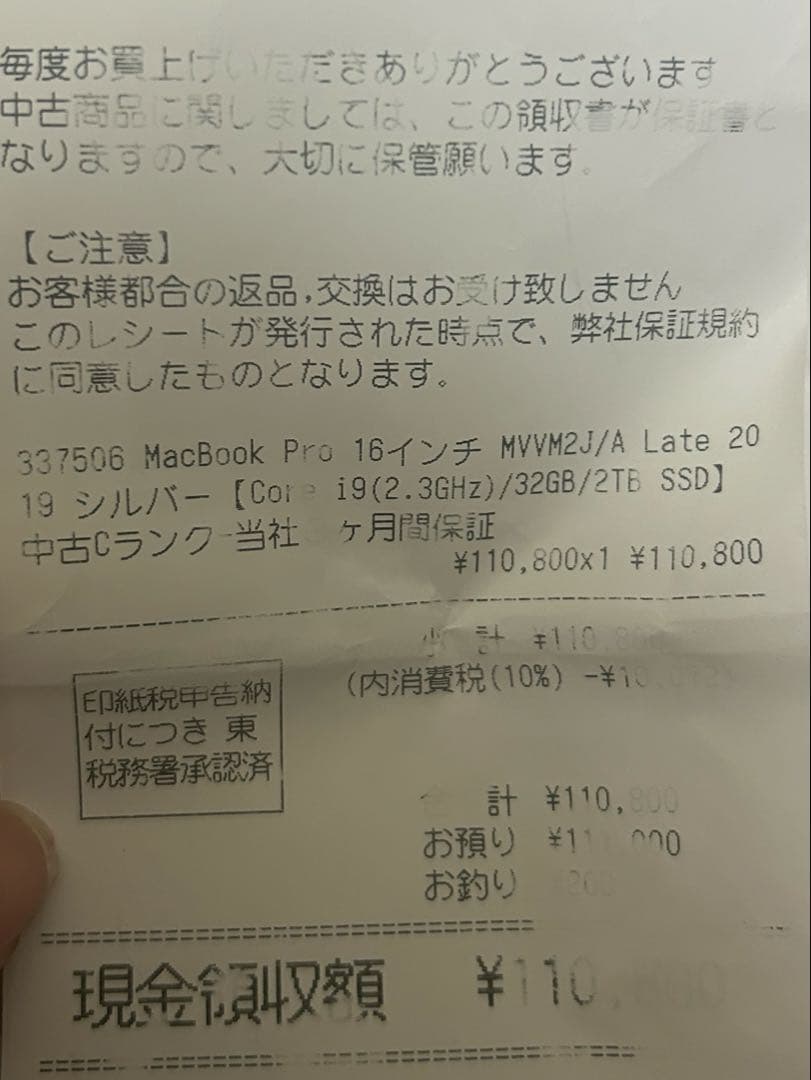 毎度お買上げいただきありがとうございます
中古商品に関しましては、この領収書が保証書と
なりますので、大切に保管願います。
【ご注意】
お客様都合の返品,交換はお受け致しません
このレシートが発行された時点で、弊社保証規約
に同意したものとなります。
337506 MacBook Pro 16インチ MVVM2J/A Late 20
19 シルバー【Core i9(2.3GHz)/32GB/2TB SSD】
中古Cランク-当社 ヶ月間保証
¥110,800x1 ¥110,800
小 計 ¥110,800
(内消費税(10%)
印紙税申告納
付につき 東
税務署承認済
合 計 ¥110,800
お預り
お釣り
現金領収額 ¥110,800